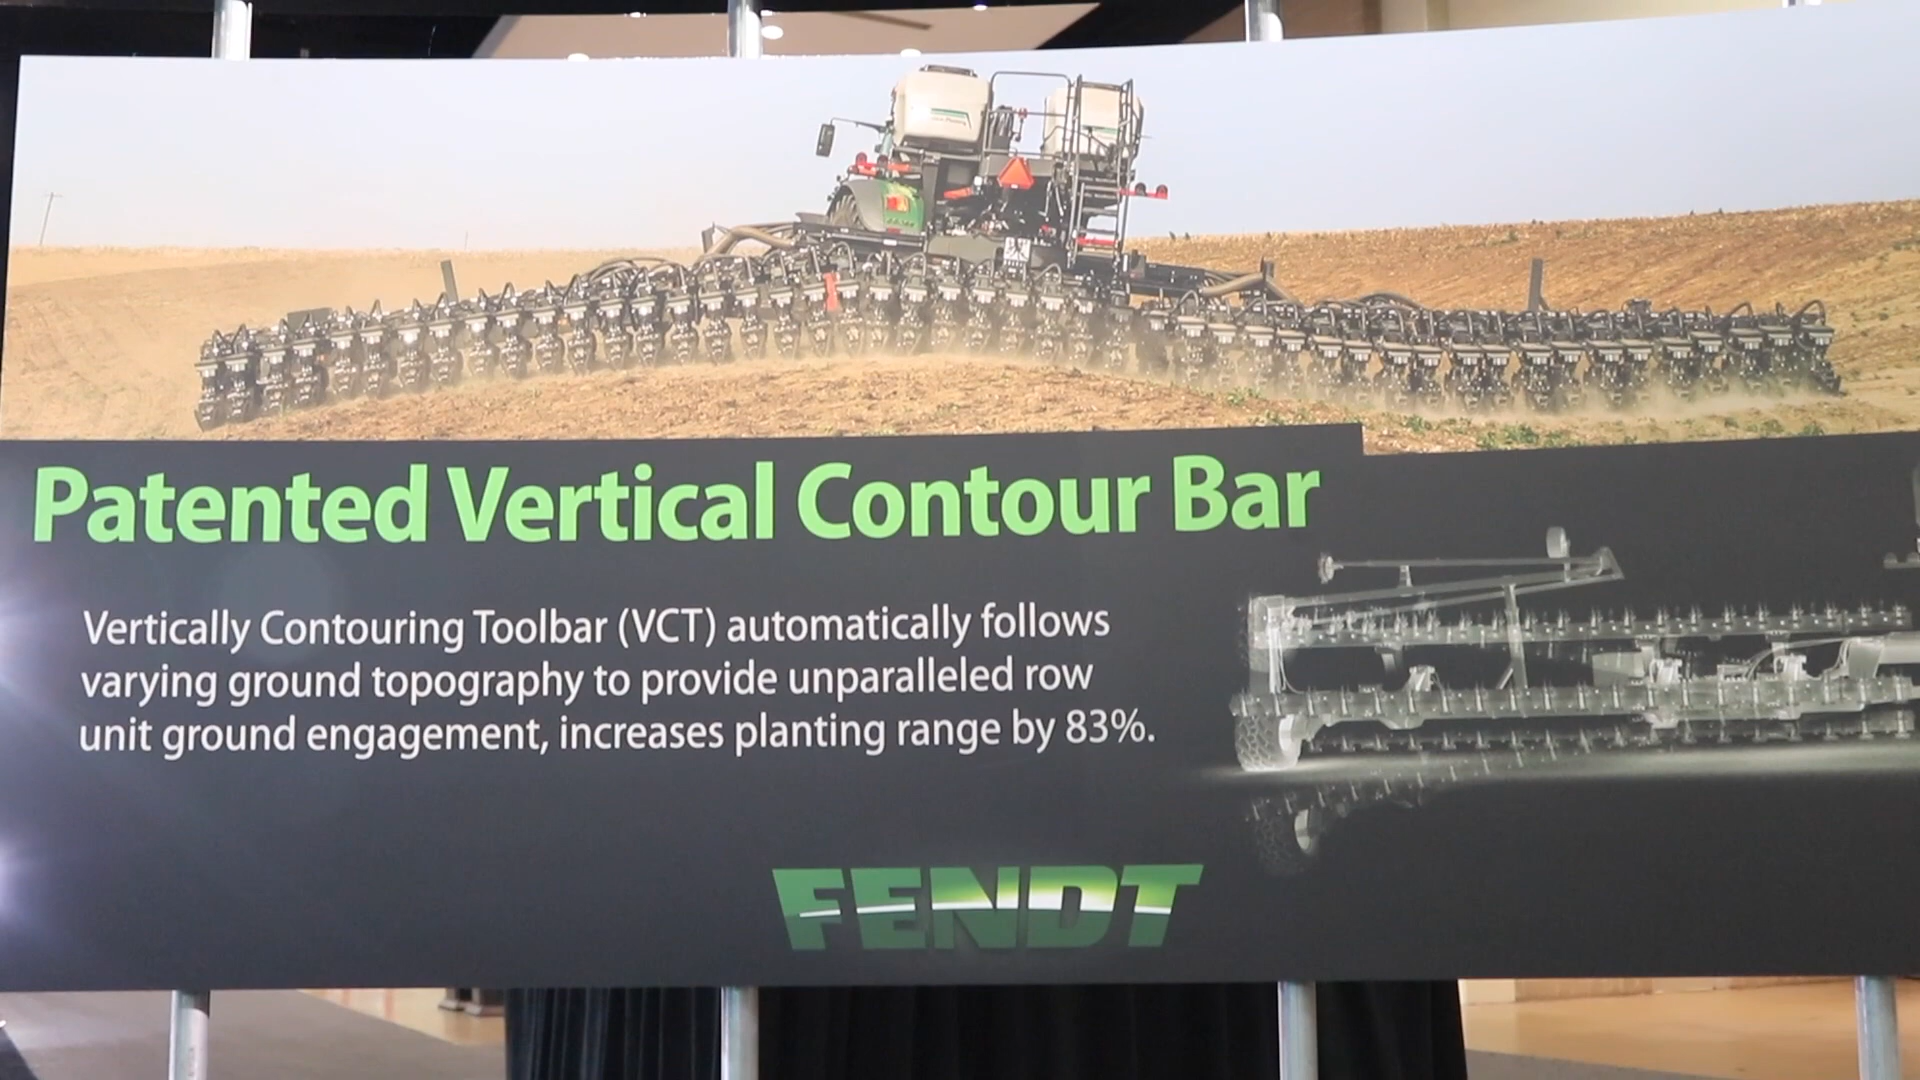 Patented Vertical Contour Bar
Vertically Contouring Toolbar (VCT) automatically follows
varying ground topography to provide unparalleled row
unit ground engagement, increases planting range by 83%.
FENDT